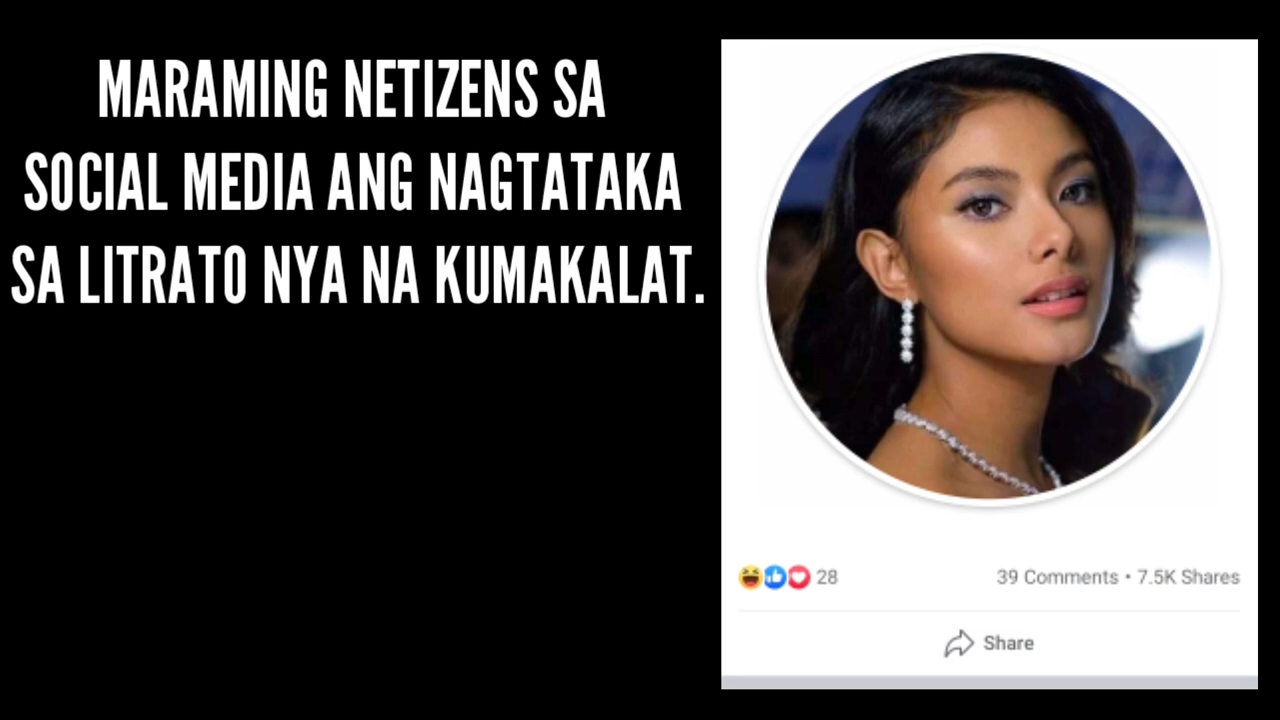 MARAMING NETIZENS SA
SOCIAL MEDIA ANG NAGTATAKA
SA LITRATO NYA NA KUMAKALAT.
28
39 Comments • 7.5K Shares
Share